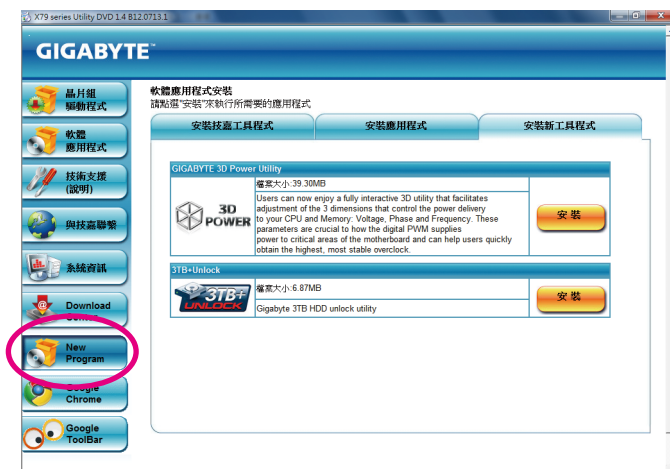 X79 series Utility DVD 1.4 B12.0713.1
GIGABYTE™
晶片組
驅動程式
軟體
應用程式
技術支援
(說明)
與技嘉聯繫
系統資訊
Download
New
Program
Google
Chrome
Google
ToolBar
軟體應用程式安裝
請點選"安裝"來執行所需要的應用程式
安裝技嘉工具程式
安裝應用程式
安裝新工具程式
GIGABYTE 3D Power Utility
3D
POWER
檔案大小:39.30MB
Users can now enjoy a fully interactive 3D utility that facilitates
adjustment of the 3 dimensions that control the power delivery
to your CPU and Memory: Voltage, Phase and Frequency. These
parameters are crucial to how the digital PWM supplies
power to critical areas of the motherboard and can help users quickly
obtain the highest, most stable overclock.
安裝
3TB+Unlock
3TB+
UNLOCK
檔案大小:6.87MB
Gigabyte 3TB HDD unlock utility
安裝